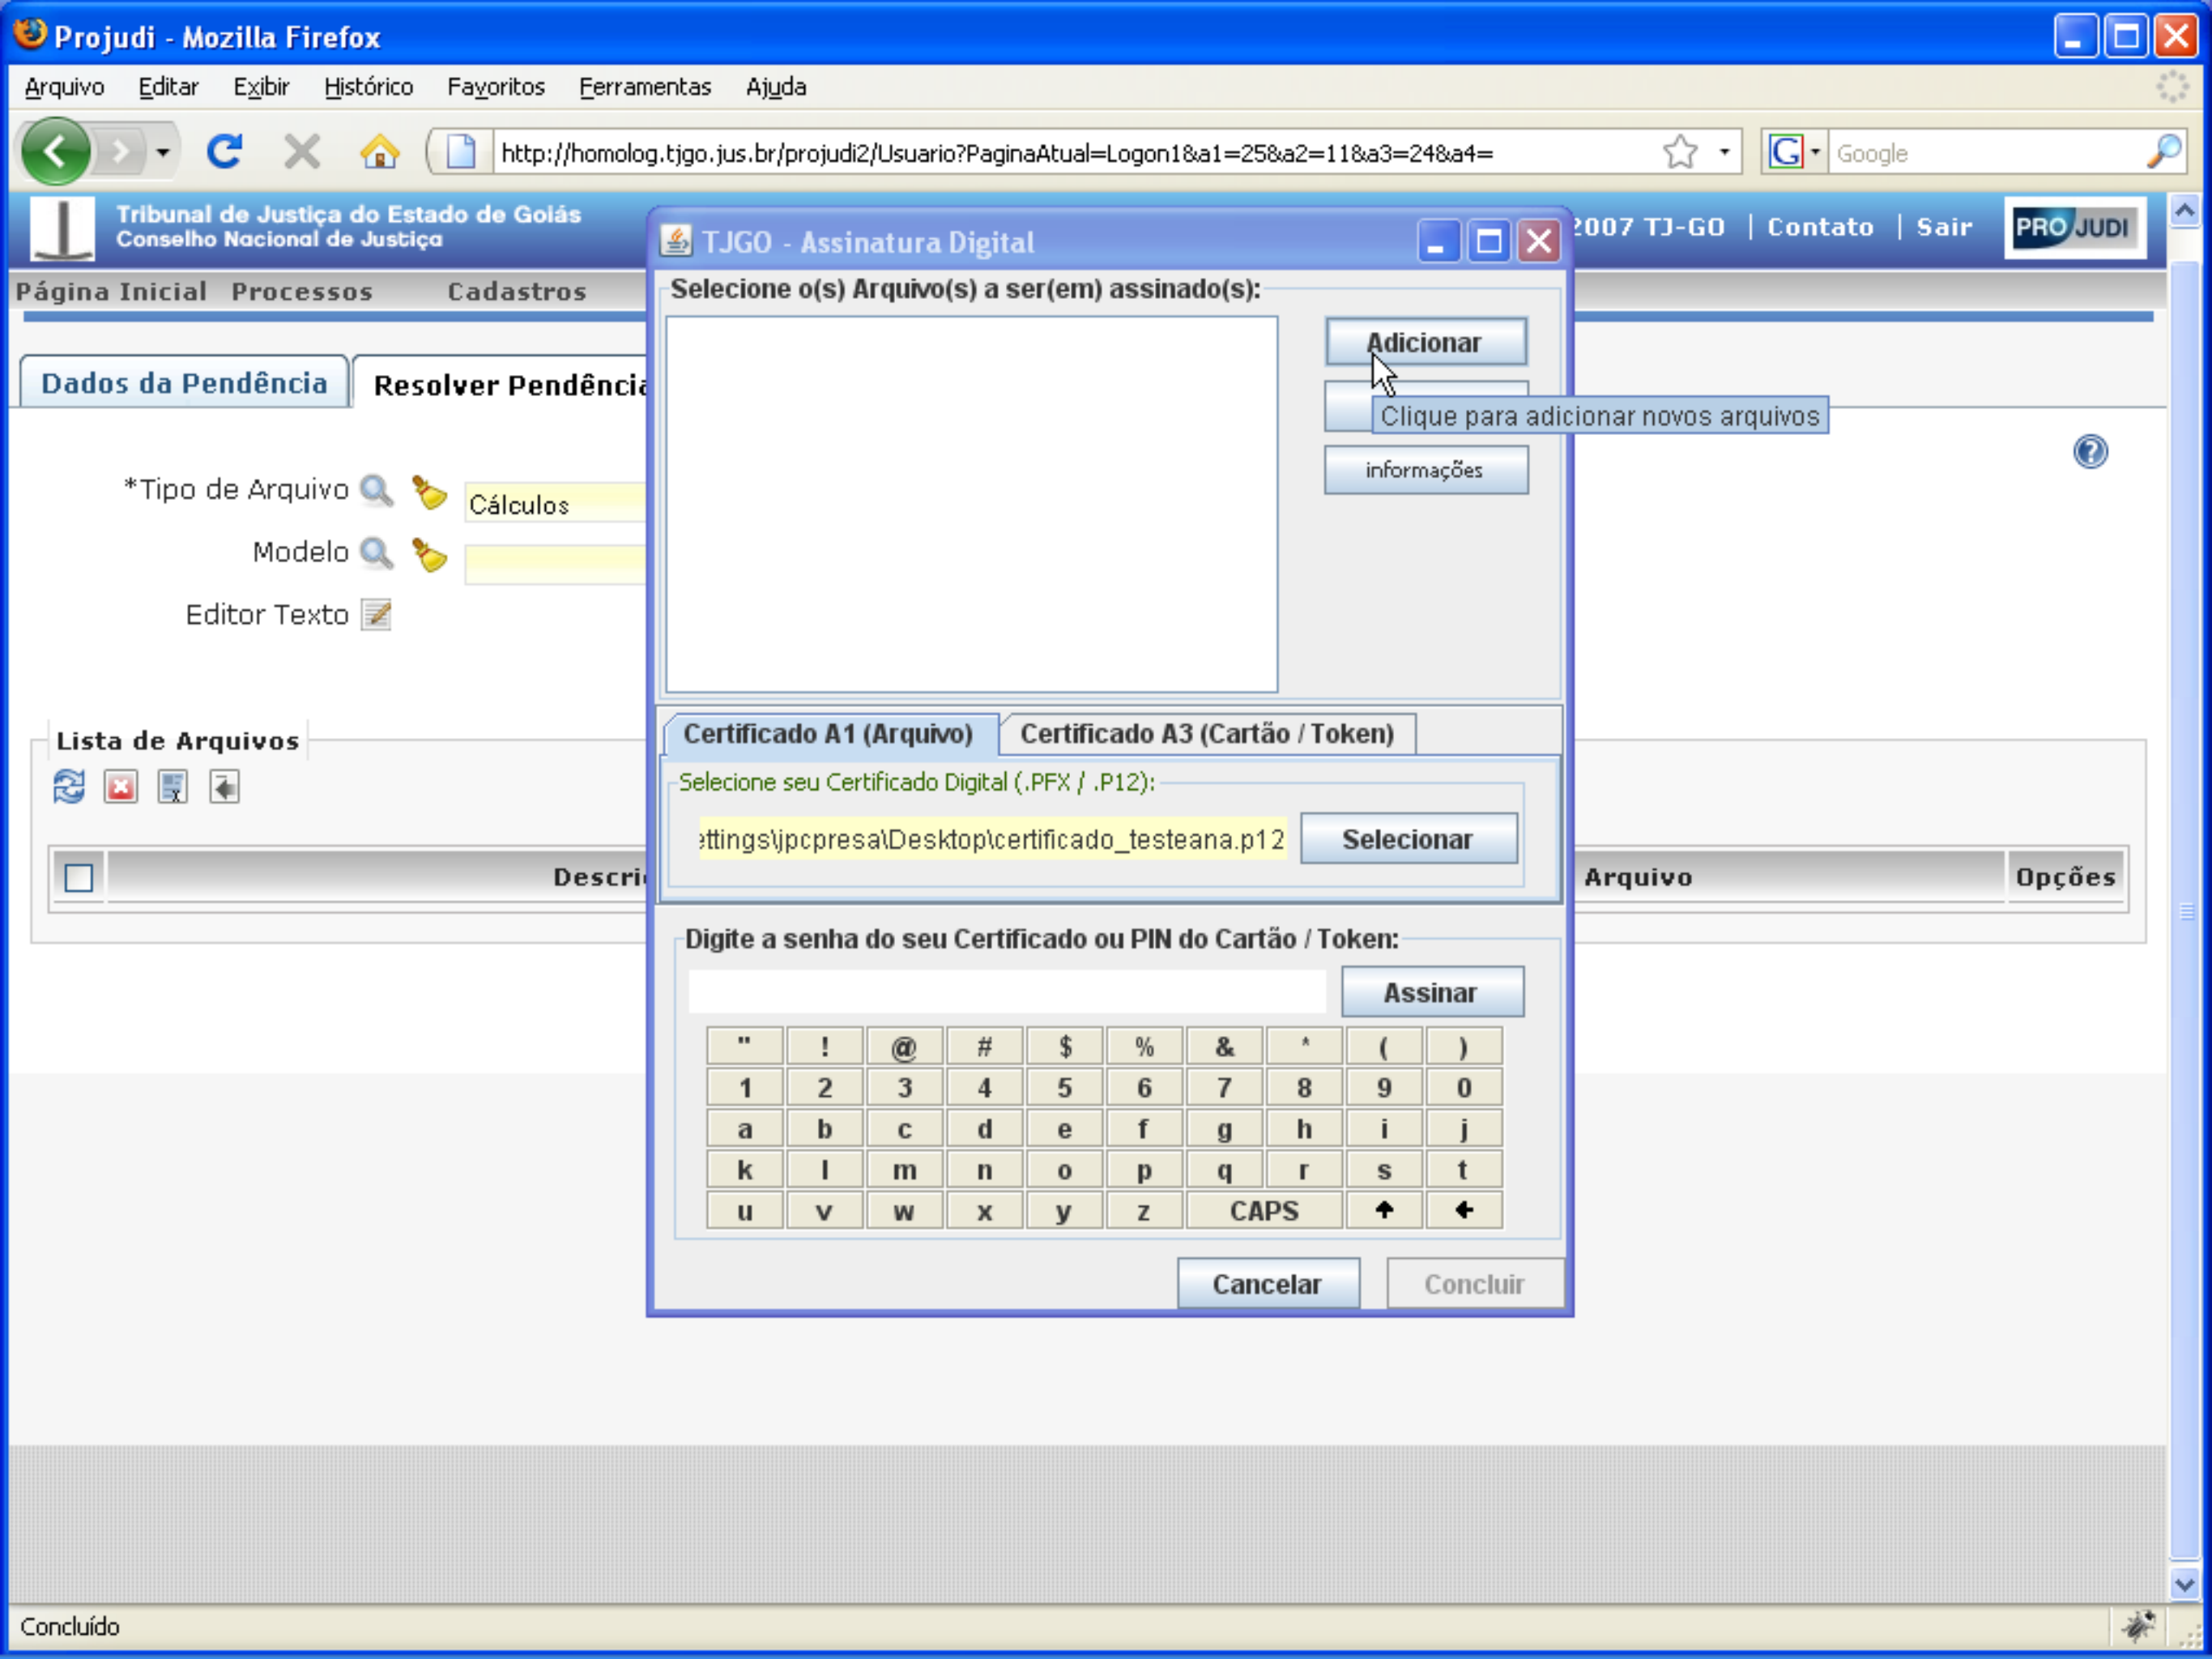 Projudi - Mozilla Firefox
Arquivo Editar Exibir Histórico Favoritos Ferramentas Ajuda
http://homolog.tjgo.jus.br/projudi2/Usuario?PaginaAtual=Logon1&a1=25&a2=11&a3=24&a4=
Google
Tribunal de Justiça do Estado de Goiás
Conselho Nacional de Justiça
2007 TJ-GO | Contato | Sair
PROJUDI
Página Inicial Processos Cadastros
Dados da Pendência
Resolver Pendência
*Tipo de Arquivo
Cálculos
Modelo
Editor Texto
Lista de Arquivos
Descri
Arquivo
Opções
TJGO - Assinatura Digital
Selecione o(s) Arquivo(s) a ser(em) assinado(s):
Adicionar
Clique para adicionar novos arquivos
informações
Certificado A1 (Arquivo)
Certificado A3 (Cartão / Token)
Selecione seu Certificado Digital (.PFX / .P12):
ettings\jpcpresa\Desktop\certificado_testeana.p12
Selecionar
Digite a senha do seu Certificado ou PIN do Cartão / Token:
Assinar
" ! @ # $ % & * ( )
1 2 3 4 5 6 7 8 9 0
a b c d e f g h i j
k l m n o p q r s t
u v w x y z CAPS
Cancelar
Concluir
Concluído